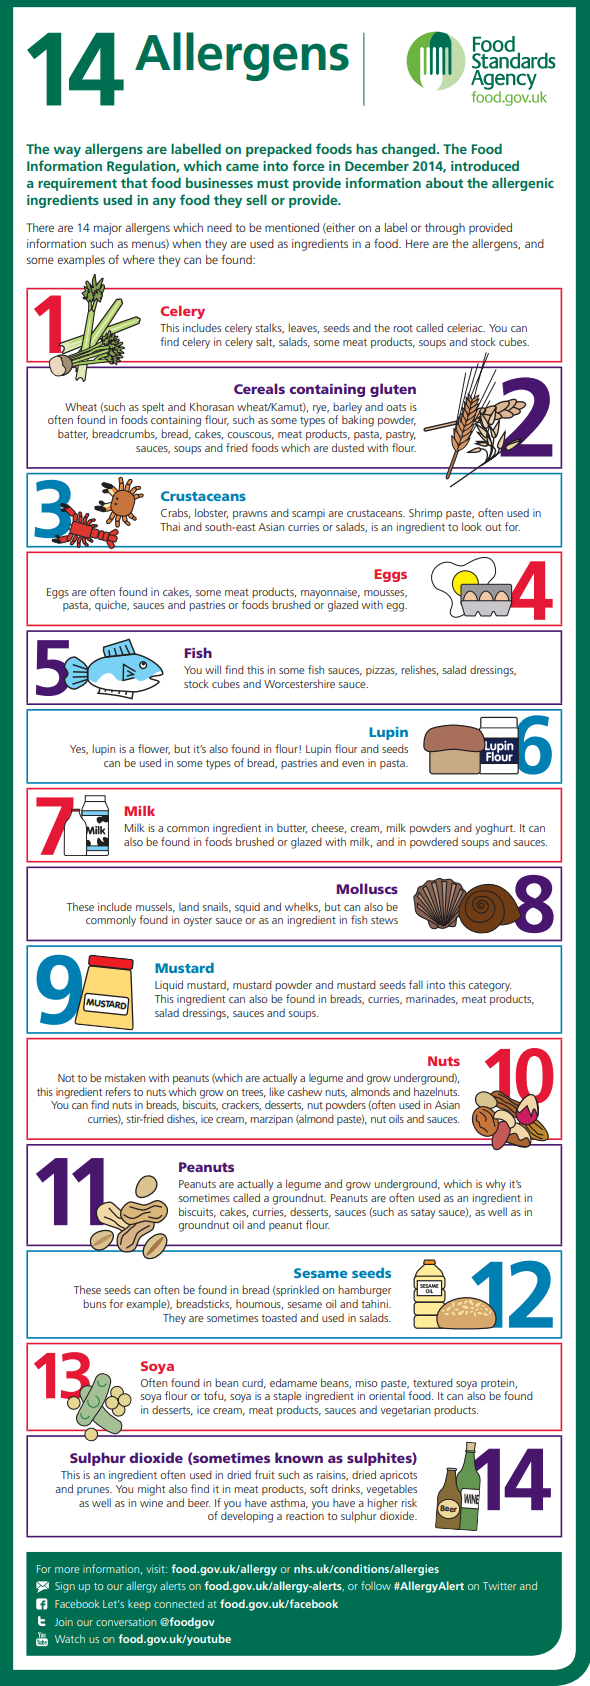 14 Allergens
Food
Standards
Agency
food.gov.uk
The way allergens are labelled on prepacked foods has changed. The Food
Information Regulation, which came into force in December 2014, introduced
a requirement that food businesses must provide information about the allergenic
ingredients used in any food they sell or provide.
There are 14 major allergens which need to be mentioned (either on a label or through provided
information such as menus) when they are used as ingredients in a food. Here are the allergens, and
some examples of where they can be found:
1
Celery
This includes celery stalks, leaves, seeds and the root called celeriac. You can
find celery in celery salt, salads, some meat products, soups and stock cubes.
Cereals containing gluten
Wheat (such as spelt and Khorasan wheat/Kamut), rye, barley and oats is
often found in foods containing flour, such as some types of baking powder,
batter, breadcrumbs, bread, cakes, couscous, meat products, pasta, pastry,
sauces, soups and fried foods which are dusted with flour.
2
3
Crustaceans
Crabs, lobster, prawns and scampi are crustaceans. Shrimp paste, often used in
Thai and south-east Asian curries or salads, is an ingredient to look out for.
Eggs
Eggs are often found in cakes, some meat products, mayonnaise, mousses,
pasta, quiche, sauces and pastries or foods brushed or glazed with egg.
4
5
Fish
You will find this in some fish sauces, pizzas, relishes, salad dressings,
stock cubes and Worcestershire sauce.
Lupin
Yes, lupin is a flower, but it's also found in flour! Lupin flour and seeds
can be used in some types of bread, pastries and even in pasta.
Lupin
Flour
6
7
Milk
Milk
Milk is a common ingredient in butter, cheese, cream, milk powders and yoghurt. It can
also be found in foods brushed or glazed with milk, and in powdered soups and sauces.
Molluscs
These include mussels, land snails, squid and whelks, but can also be
commonly found in oyster sauce or as an ingredient in fish stews
8
9
MUSTARD
Mustard
Liquid mustard, mustard powder and mustard seeds fall into this category.
This ingredient can also be found in breads, curries, marinades, meat products,
salad dressings, sauces and soups.
Nuts
Not to be mistaken with peanuts (which are actually a legume and grow underground),
this ingredient refers to nuts which grow on trees, like cashew nuts, almonds and hazelnuts.
You can find nuts in breads, biscuits, crackers, desserts, nut powders (often used in Asian
curries), stir-fried dishes, ice cream, marzipan (almond paste), nut oils and sauces.
10
11
Peanuts
Peanuts are actually a legume and grow underground, which is why it's
sometimes called a groundnut. Peanuts are often used as an ingredient in
biscuits, cakes, curries, desserts, sauces (such as satay sauce), as well as in
groundnut oil and peanut flour.
Sesame seeds
These seeds can often be found in bread (sprinkled on hamburger
buns for example), breadsticks, houmous, sesame oil and tahini.
They are sometimes toasted and used in salads.
SESAME
OIL
12
13
Soya
Often found in bean curd, edamame beans, miso paste, textured soya protein,
soya flour or tofu, soya is a staple ingredient in oriental food. It can also be found
in desserts, ice cream, meat products, sauces and vegetarian products.
Sulphur dioxide (sometimes known as sulphites)
This is an ingredient often used in dried fruit such as raisins, dried apricots
and prunes. You might also find it in meat products, soft drinks, vegetables
as well as in wine and beer. If you have asthma, you have a higher risk
of developing a reaction to sulphur dioxide.
Beer
WINE
14
For more information, visit: food.gov.uk/allergy or nhs.uk/conditions/allergies
Sign up to our allergy alerts on food.gov.uk/allergy-alerts, or follow #AllergyAlert on Twitter and
Facebook Let's keep connected at food.gov.uk/facebook
Join our conversation @foodgov
You Tube Watch us on food.gov.uk/youtube